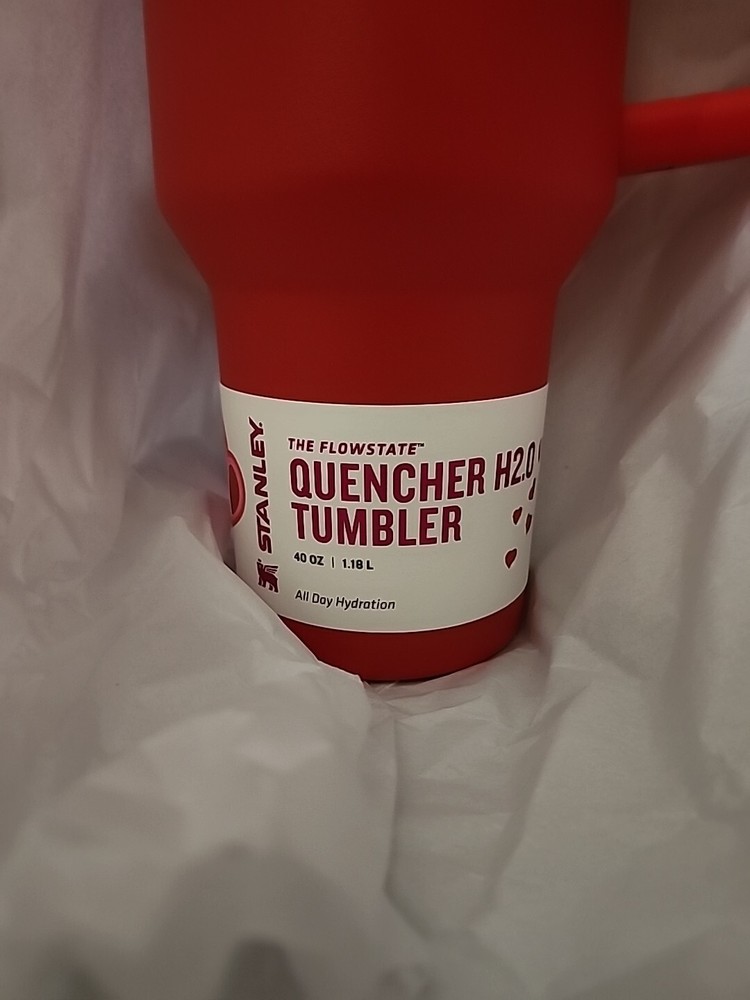 STANLEY.
THE FLOWSTATE™
QUENCHER H2.0
TUMBLER
40 OZ | 1.18 L
All Day Hydration